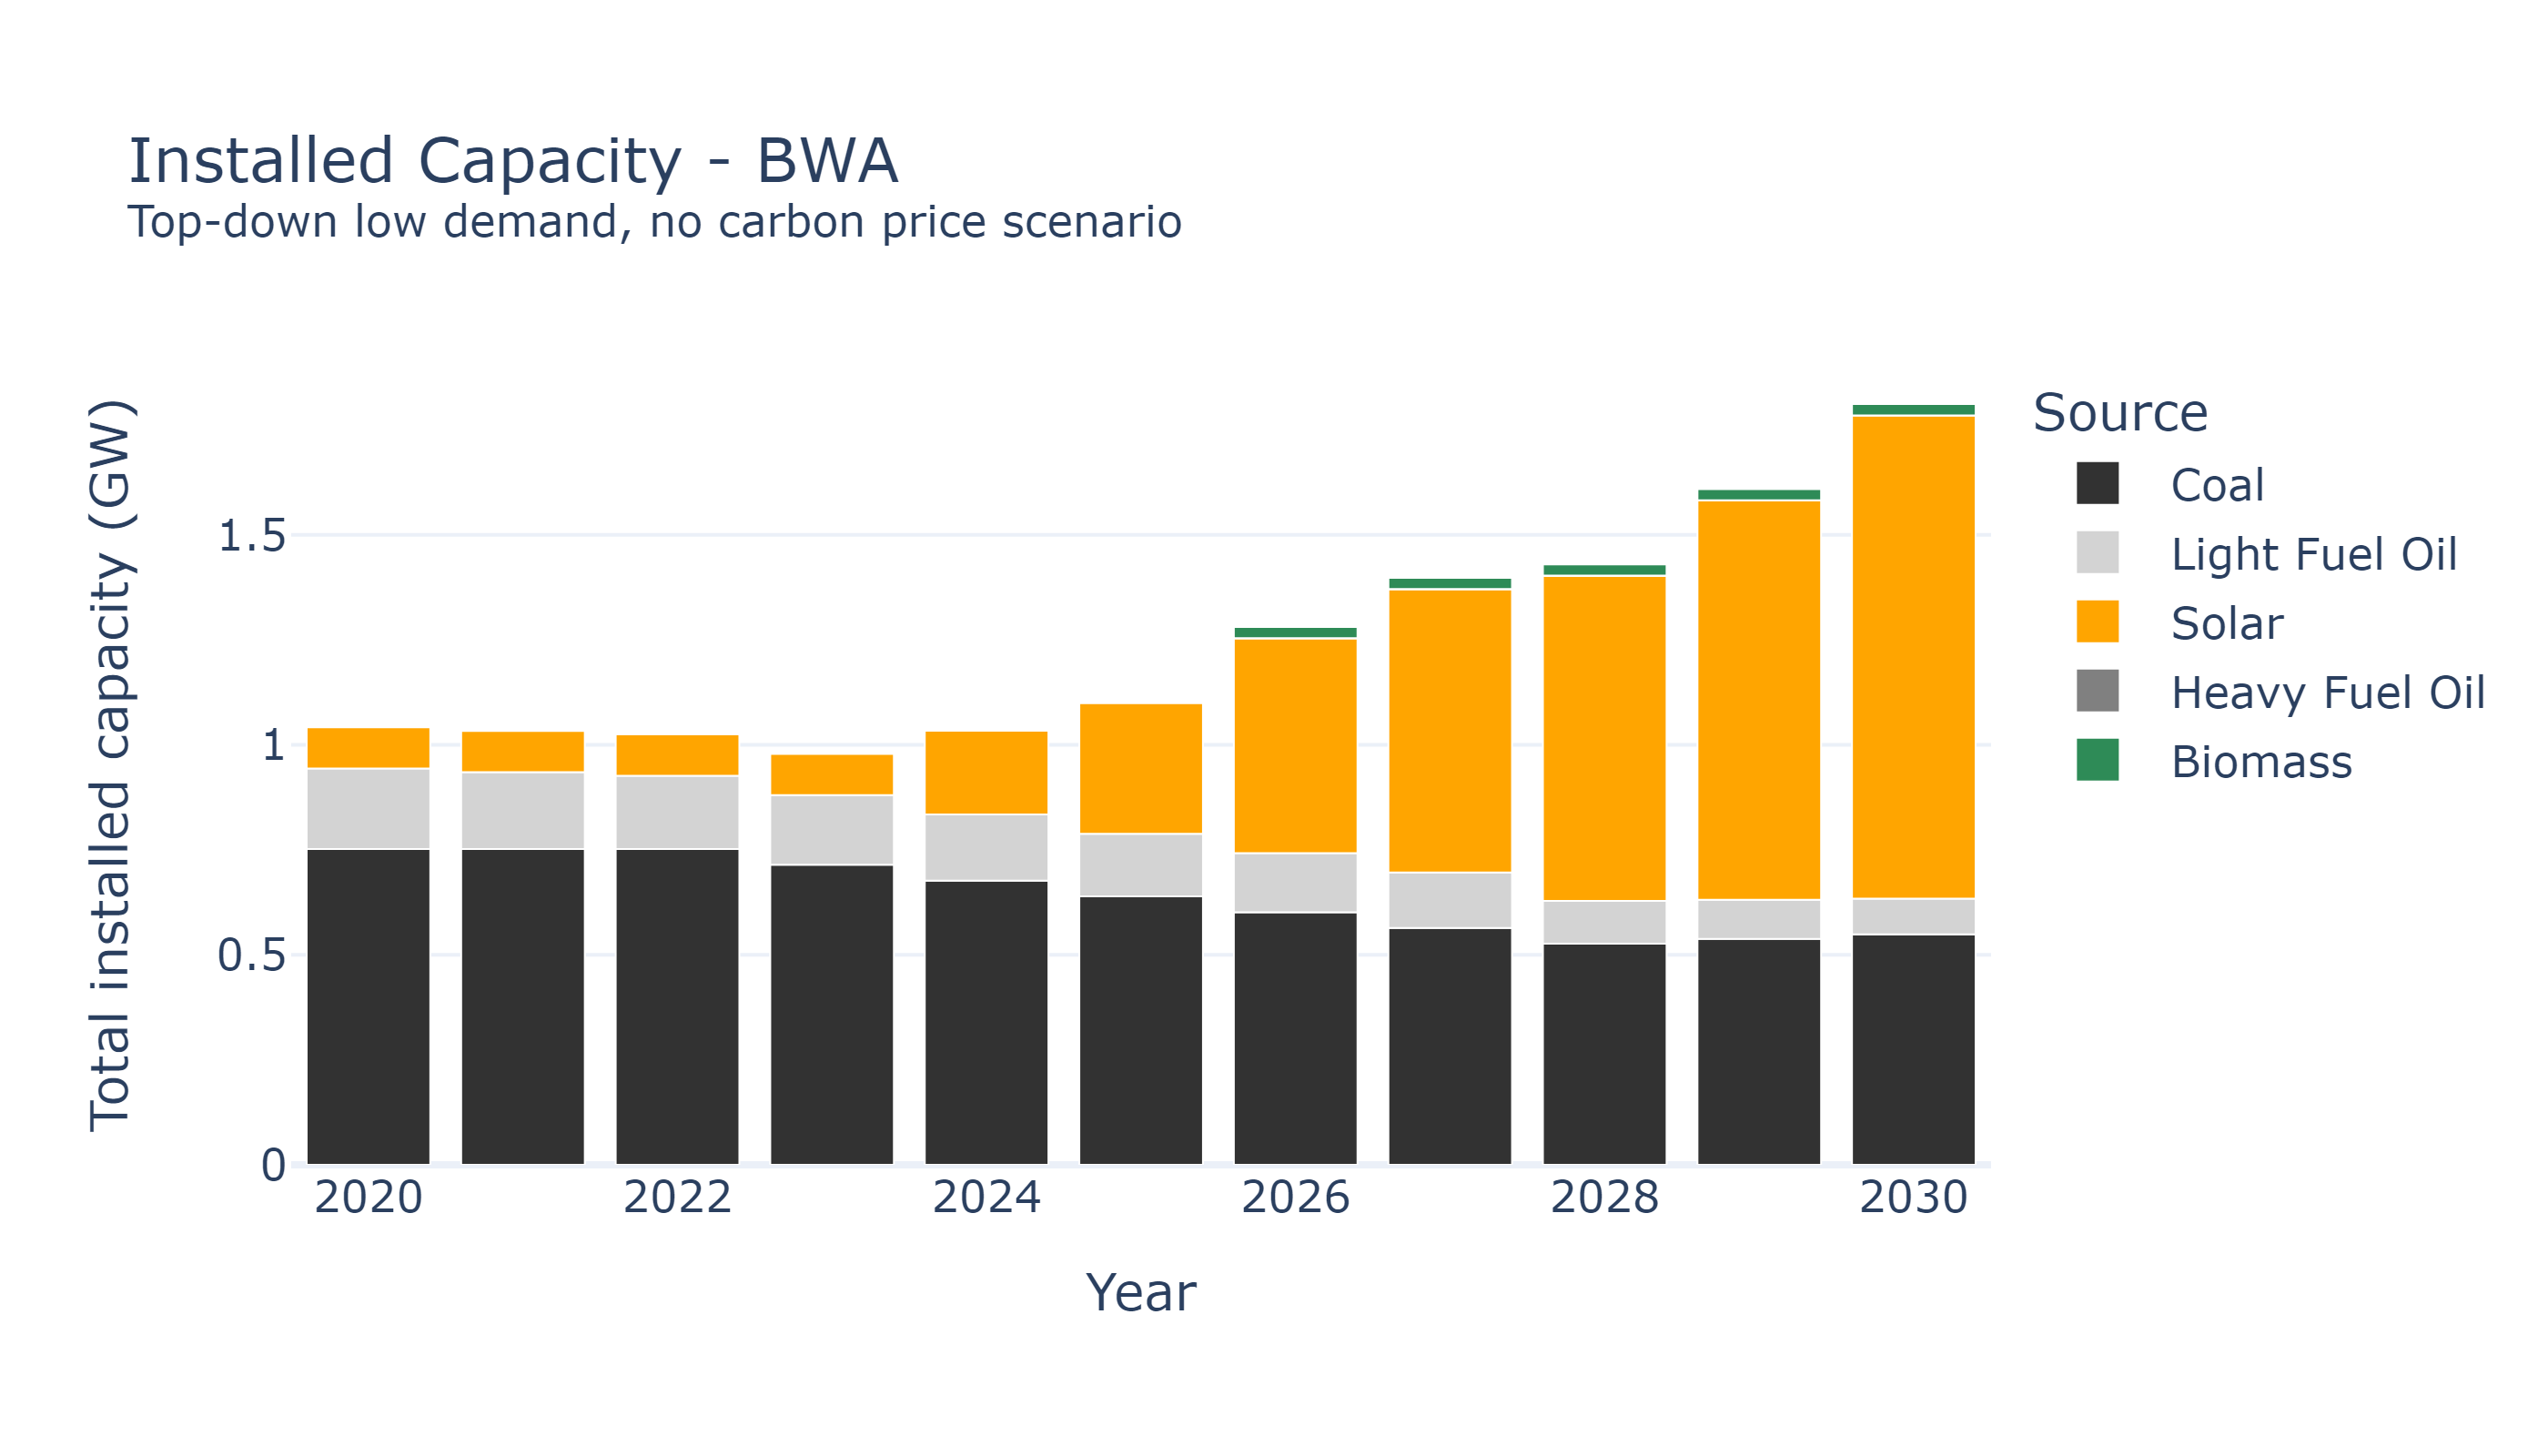 Installed Capacity - BWA
Top-down low demand, no carbon price scenario
Total installed capacity (GW)
1.5
1
0.5
0
2020
2022
2024
2026
2028
2030
Year
Source
Coal
Light Fuel Oil
Solar
Heavy Fuel Oil
Biomass